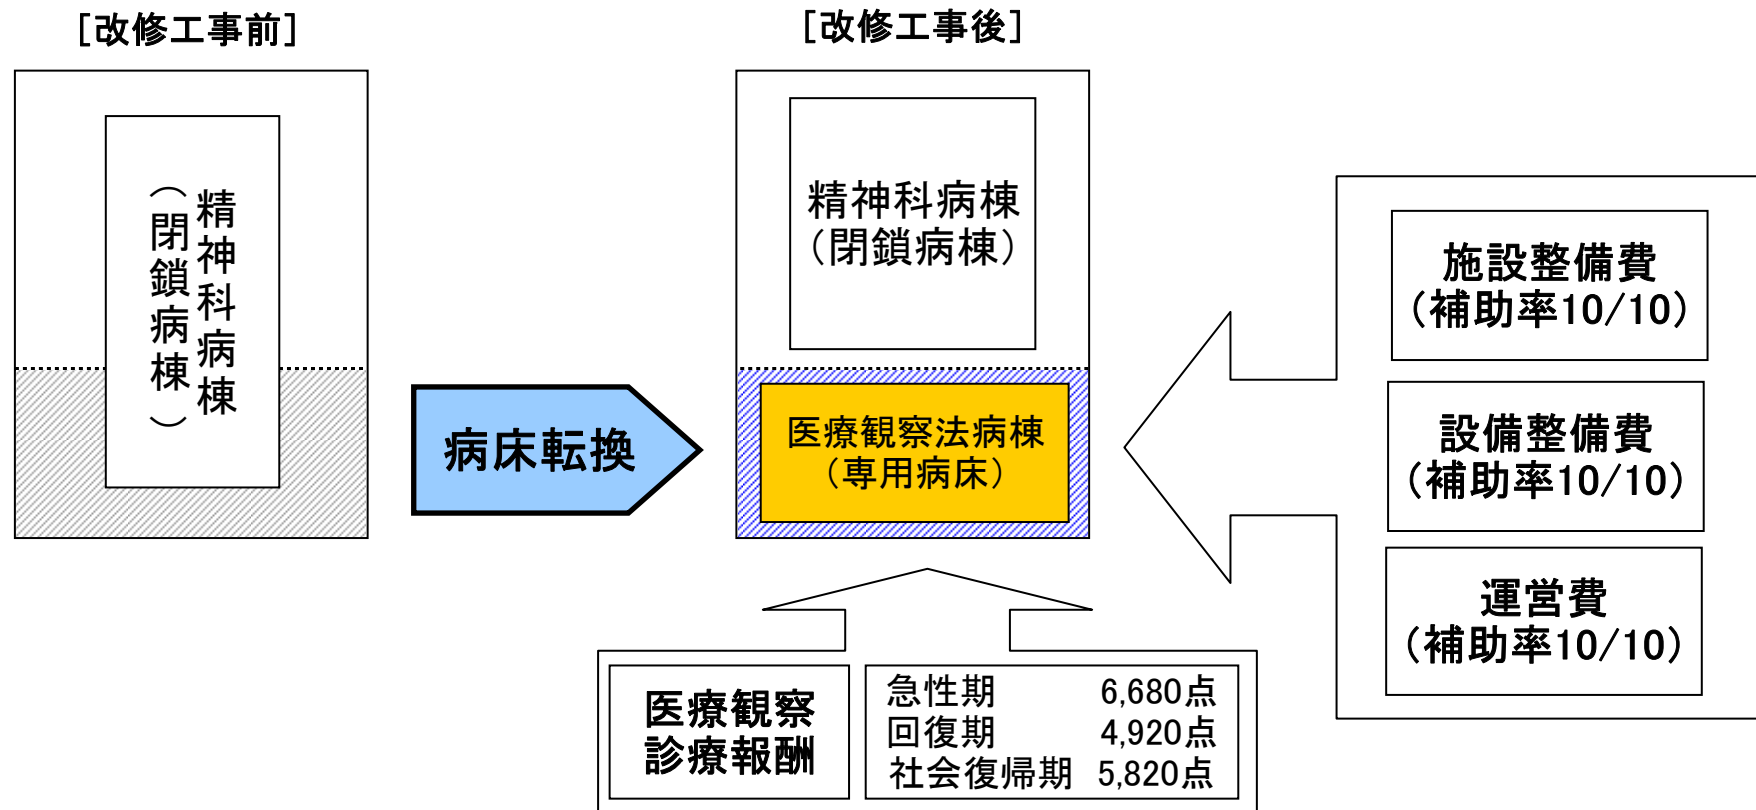 ［改修工事前］
［改修工事後］
精神科病棟
（閉鎖病棟）
病床転換
精神科病棟
（閉鎖病棟）
医療観察法病棟
（専用病床）
施設整備費
（補助率10/10）
設備整備費
（補助率10/10）
運営費
（補助率10/10）
医療観察
診療報酬
急性期 6,680点
回復期 4,920点
社会復帰期 5,820点